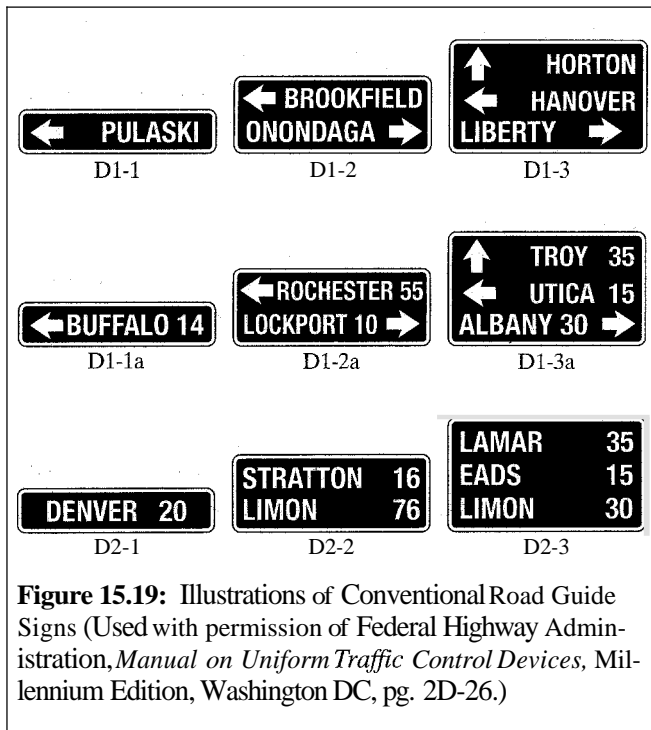 HORTON
BROOKFIELD
HANOVER
PULASKI
ONONDAGA
LIBERTY
D1-1
D1-2
D1-3
TROY 35
ROCHESTER 55
UTICA 15
BUFFALO 14
LOCKPORT 10
ALBANY 30
D1-1a
D1-2a
D1-3a
LAMAR 35
STRATTON 16
EADS 15
DENVER 20
LIMON 76
LIMON 30
D2-1
D2-2
D2-3
Figure 15.19: Illustrations of Conventional Road Guide
Signs (Used with permission of Federal Highway Admin-
istration, Manual on Uniform Traffic Control Devices, Mil-
lennium Edition, Washington DC, pg. 2D-26.)